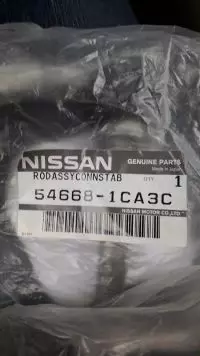 NISSAN
GENUINE PARTS
Made in Japan
RODASSYCONNSTAB
QTY
1
54668-1CA3C
NISSAN MOTOR CO.,LTD.